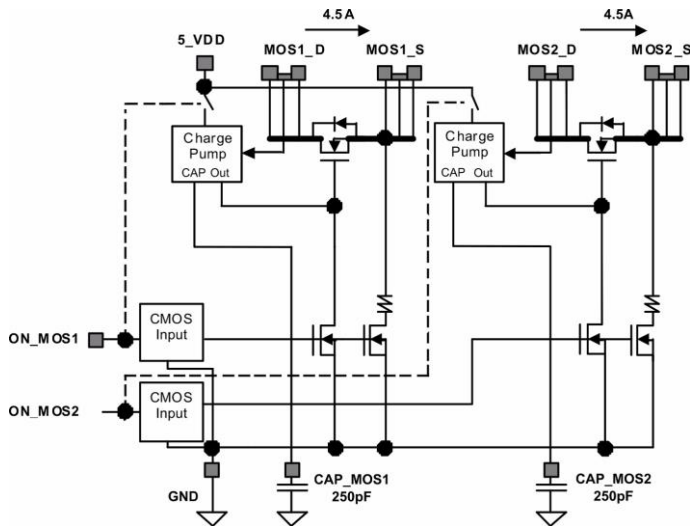 4.5A 4.5A
5_VDD MOS1_D MOS1_S MOS2_D MOS2_S
Charge Charge
Pump Pump
CAP Out CAP Out
ON_MOS1 CMOS
Input
ON_MOS2 CMOS
Input
GND CAP_MOS1 CAP_MOS2
250pF 250pF